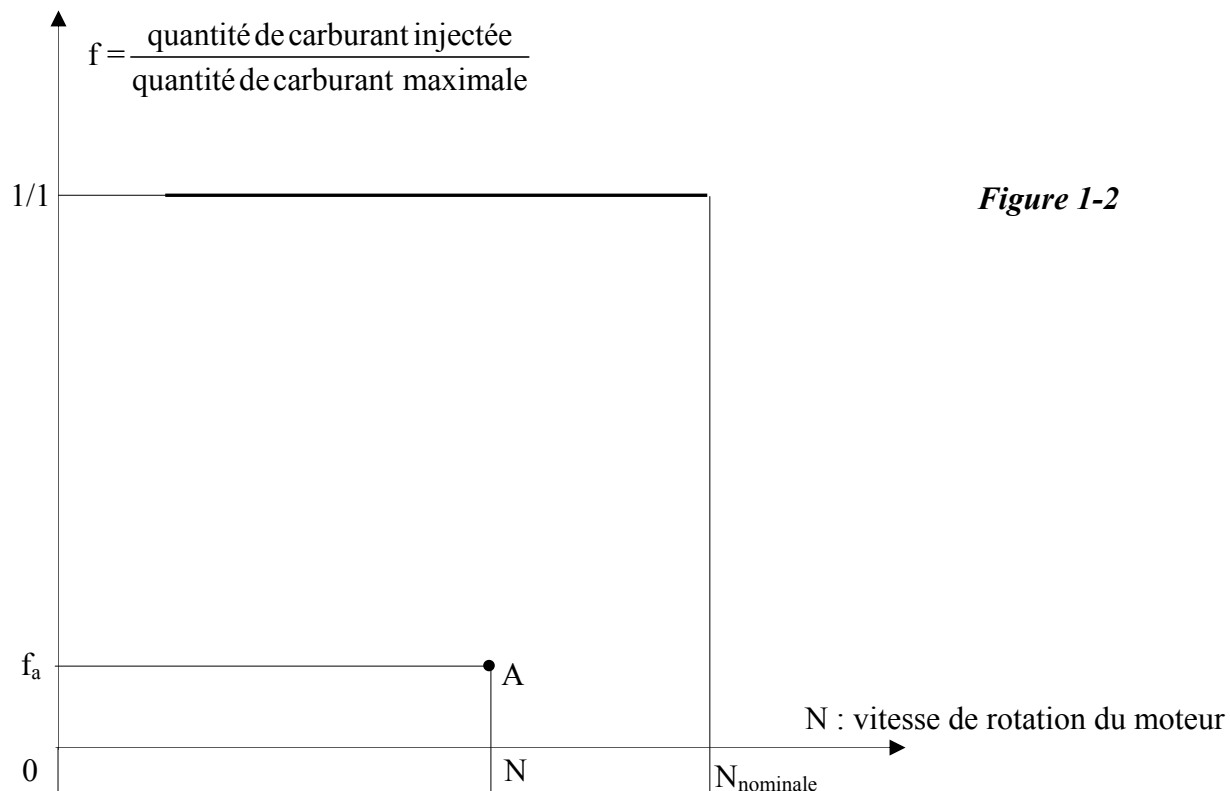 f = quantité de carburant injectée
quantité de carburant maximale
1/1
Figure 1-2
fa
A
N : vitesse de rotation du moteur
0
N
Nnominale